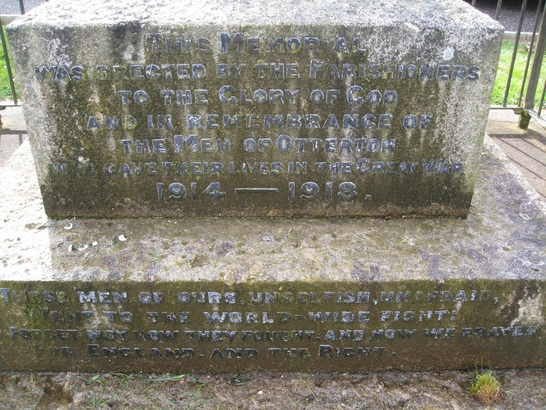 This Memorial
was erected by the Parishioners
to the Glory of God
and in remembrance of
the Men of Otterton
who gave their lives in the Great War
1914 — 1918.
These Men of ours, unselfish, unafraid,
went to the world-wide fight:
Forget not how they fought and how we prayed
for England and the Right.